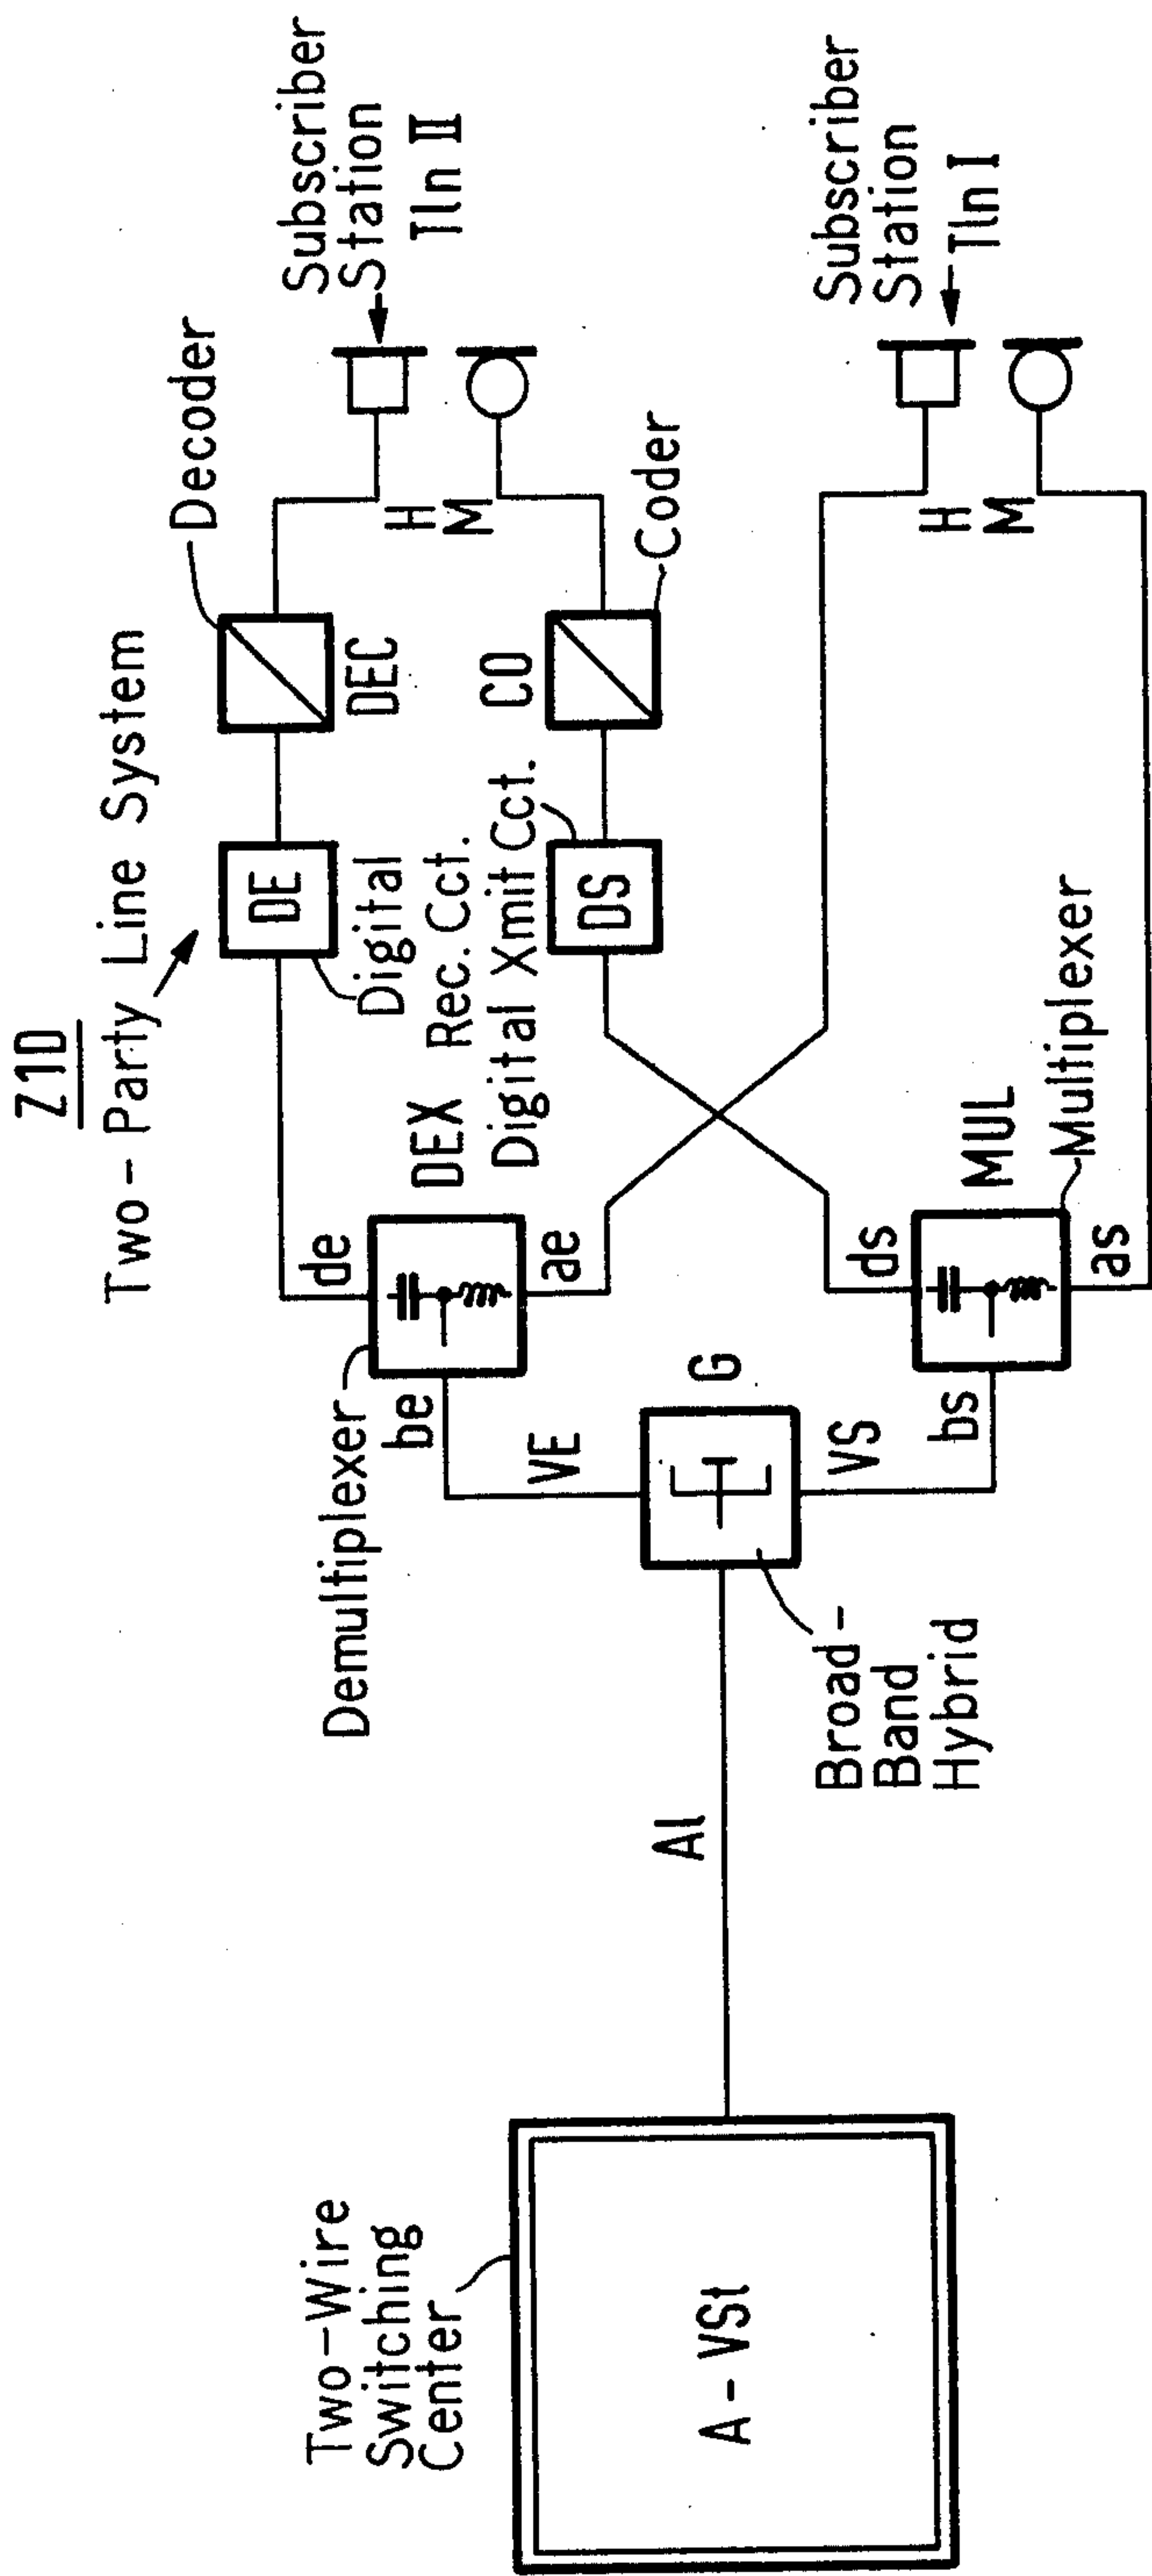 Z1D
Two-Party Line System
Decoder
Subscriber
Station
Tln II
DE
DEC
Digital
Rec. Cct.
H
M
de
Demultiplexer
DEX
be
ae
Digital Xmit Cct.
DS
CO
Coder
VE
G
Two-Wire
Switching
Center
A-VSt
Al
VS
Broad-
Band
Hybrid
Subscriber
Station
Tln I
H
M
ds
MUL
bs
as
Multiplexer